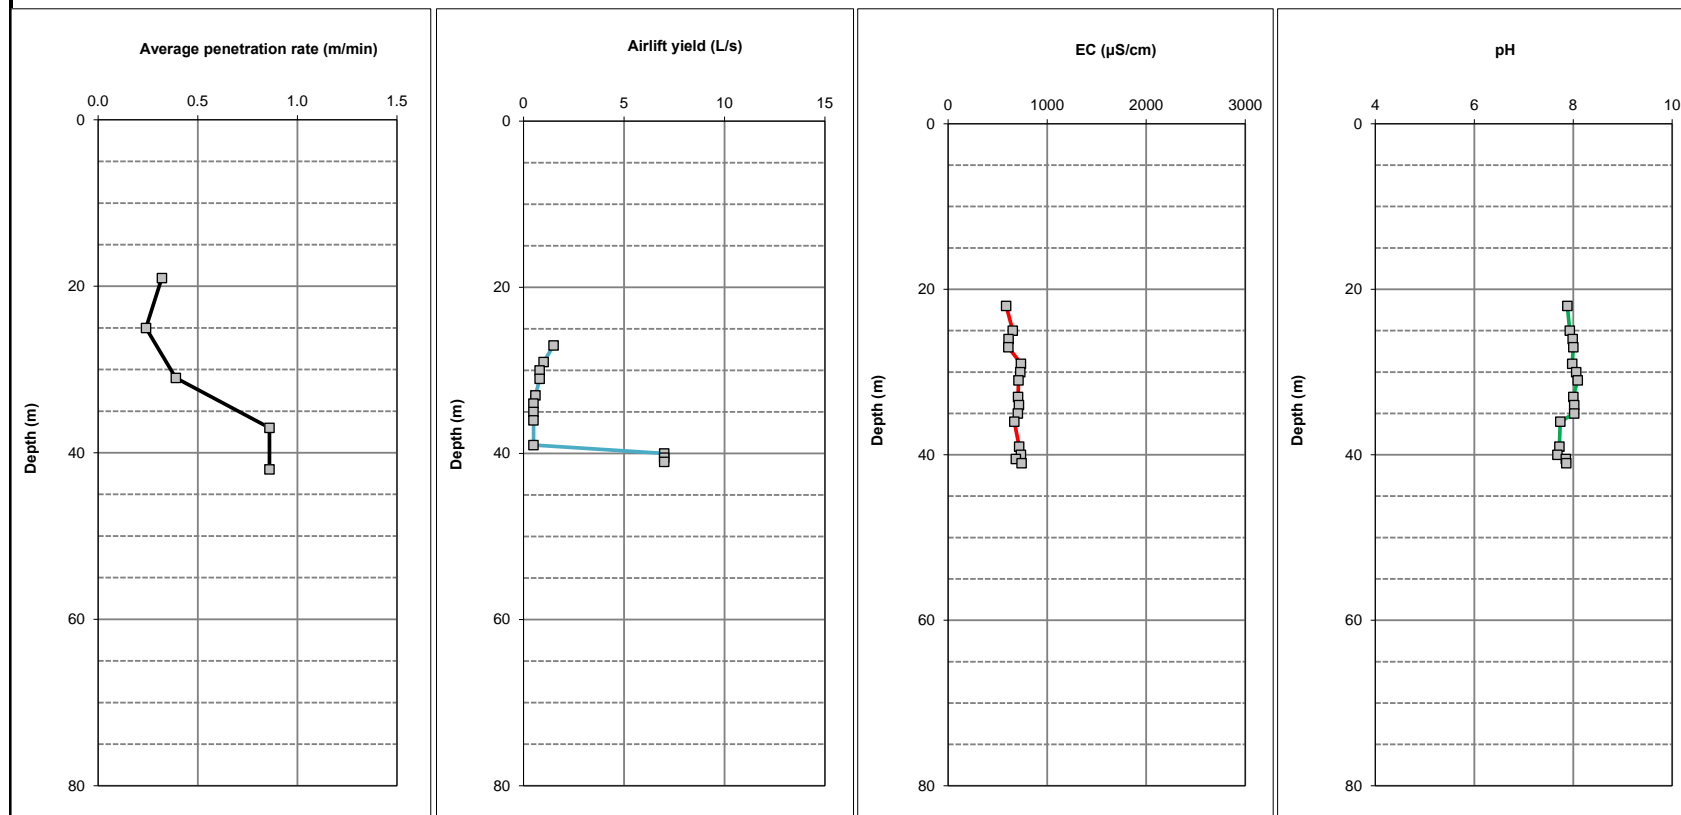 Average penetration rate (m/min)
0.0 0.5 1.0 1.5
0
20
40
60
80
Depth (m)
Airlift yield (L/s)
0 5 10 15
0
20
40
60
80
Depth (m)
EC (µS/cm)
0 1000 2000 3000
0
20
40
60
80
Depth (m)
pH
4 6 8 10
0
20
40
60
80
Depth (m)